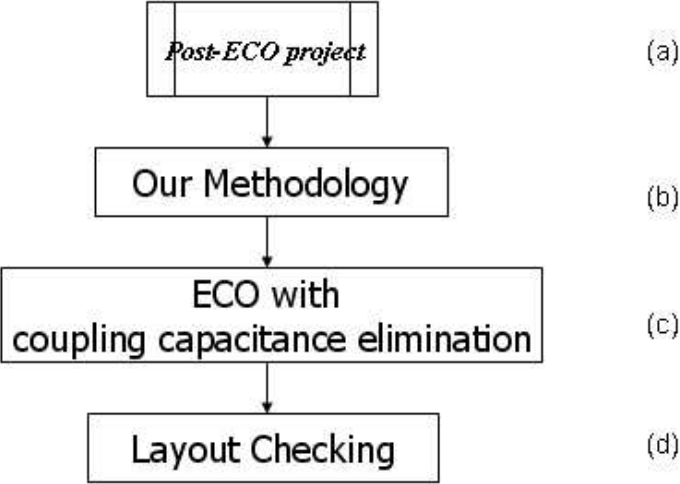 Post-ECO project
(a)
Our Methodology
(b)
ECO with
coupling capacitance elimination
(c)
Layout Checking
(d)